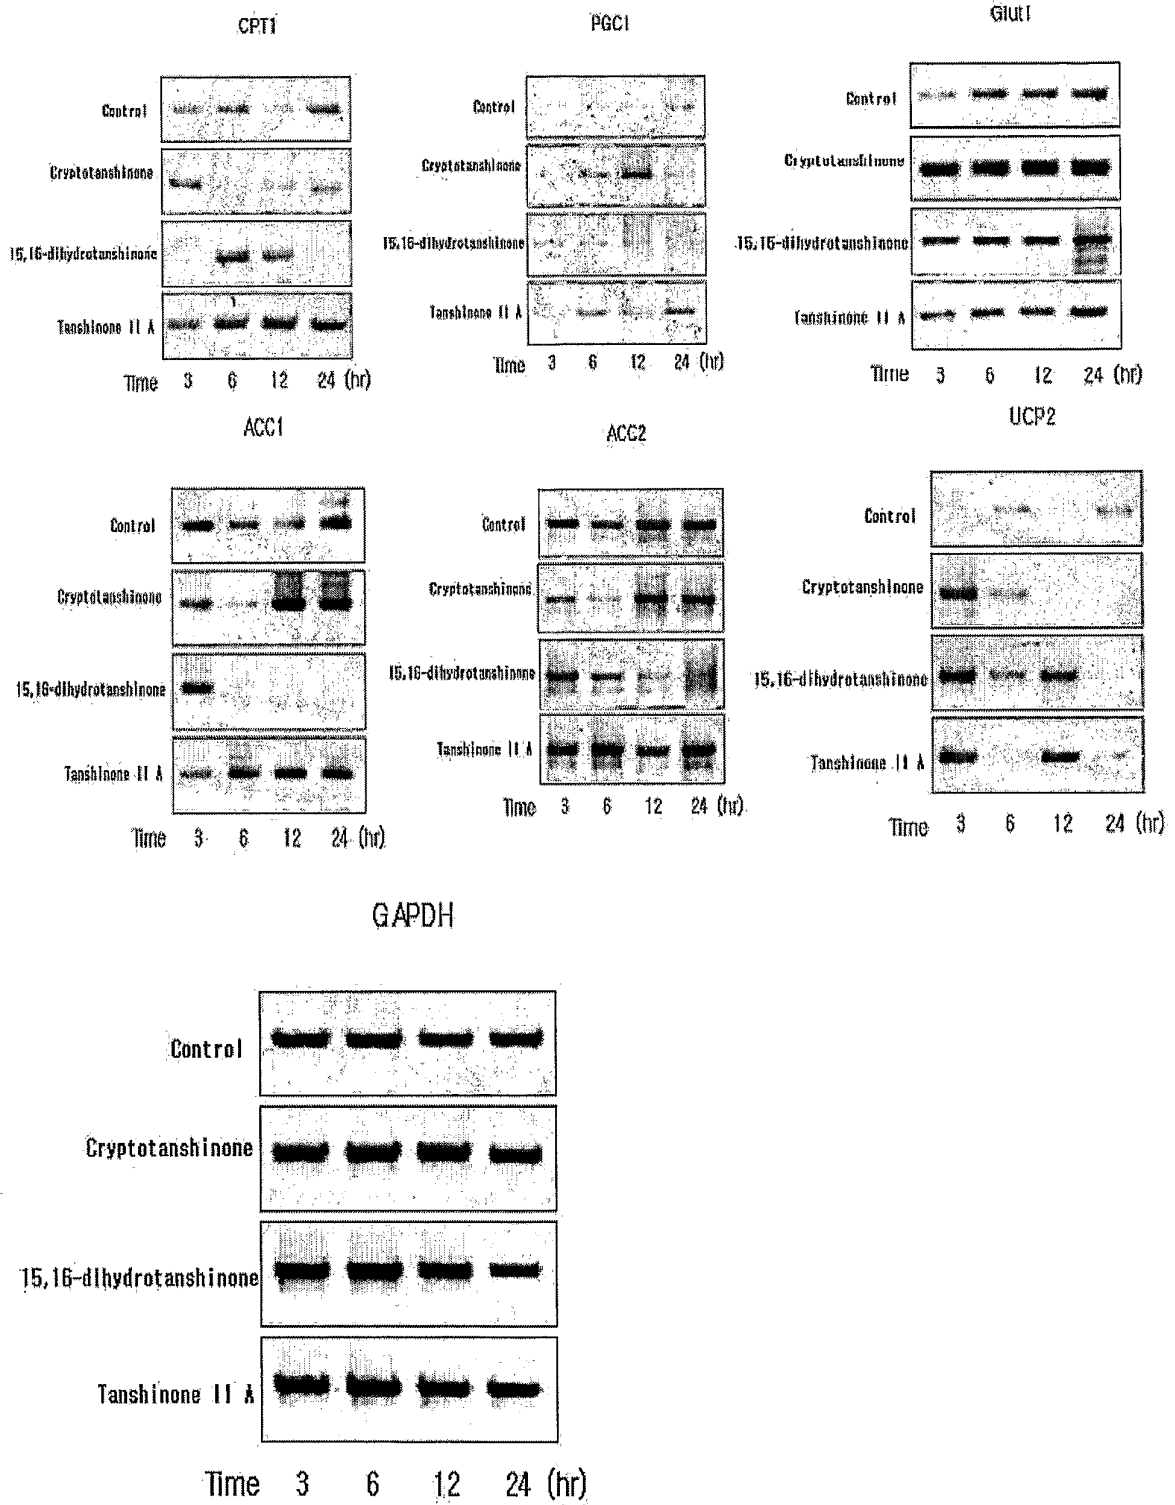 CPT1
Control
Cryptotanshinone
15,16-dihydrotanshinone
Tanshinone II A
Time 3 6 12 24 (hr)
PGC1
Control
Cryptotanshinone
15,16-dihydrotanshinone
Tanshinone II A
Time 3 6 12 24 (hr)
Glut1
Control
Cryptotanshinone
15,16-dihydrotanshinone
Tanshinone II A
Time 3 6 12 24 (hr)
ACC1
Control
Cryptotanshinone
15,16-dihydrotanshinone
Tanshinone II A
Time 3 6 12 24 (hr)
ACC2
Control
Cryptotanshinone
15,16-dihydrotanshinone
Tanshinone II A
Time 3 6 12 24 (hr)
UCP2
Control
Cryptotanshinone
15,16-dihydrotanshinone
Tanshinone II A
Time 3 6 12 24 (hr)
GAPDH
Control
Cryptotanshinone
15,16-dihydrotanshinone
Tanshinone II A
Time 3 6 12 24 (hr)